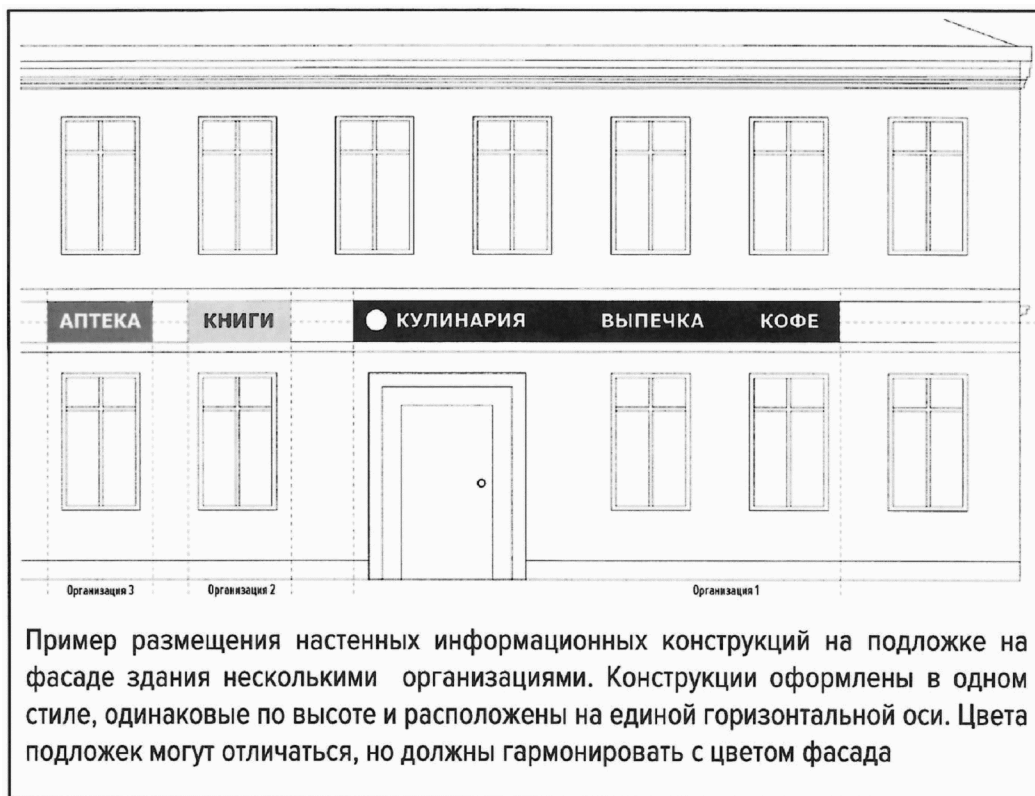 АПТЕКА КНИГИ КУЛИНАРИЯ ВЫПЕЧКА КОФЕ
Организация 3 Организация 2 Организация 1
Пример размещения настенных информационных конструкций на подложке на
фасаде здания несколькими организациями. Конструкции оформлены в одном
стиле, одинаковые по высоте и расположены на единой горизонтальной оси. Цвета
подложек могут отличаться, но должны гармонировать с цветом фасада